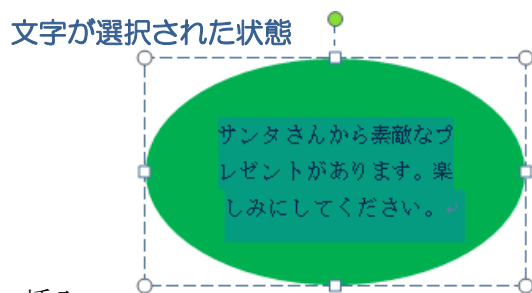 文字が選択された状態
サンタさんから素敵なプ
レゼントがあります。楽
しみにしてください。